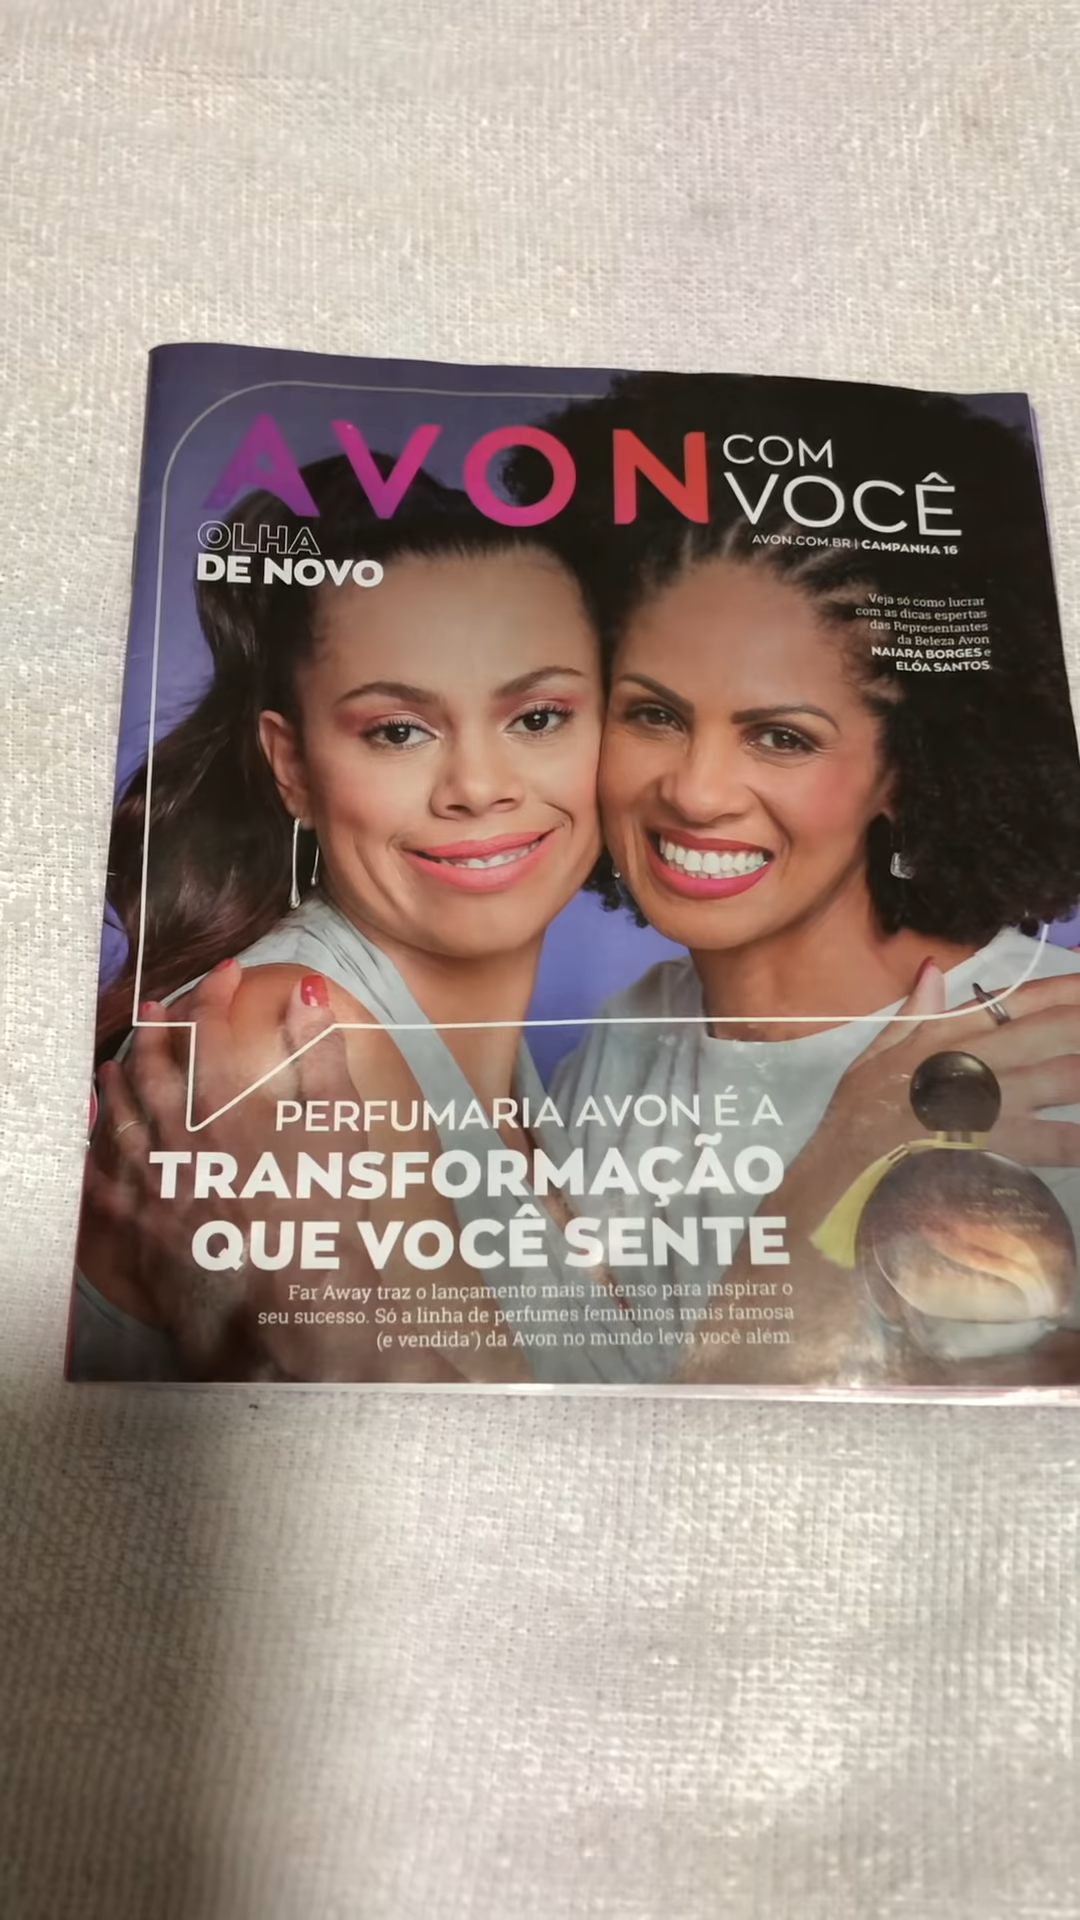 AVON COM
VOCÊ
OLHA
DE NOVO
AVON.COM.BR | CAMPANHA 16
Veja só como lucrar
com as dicas espertas
das Representantes
da Beleza Avon
NAIARA BORGES e
ELÓA SANTOS
PERFUMARIA AVON É A
TRANSFORMAÇÃO
QUE VOCÊ SENTE
Far Away traz o lançamento mais intenso para inspirar o
seu sucesso. Só a linha de perfumes femininos mais famosa
(e vendida*) da Avon no mundo leva você além.
AVON